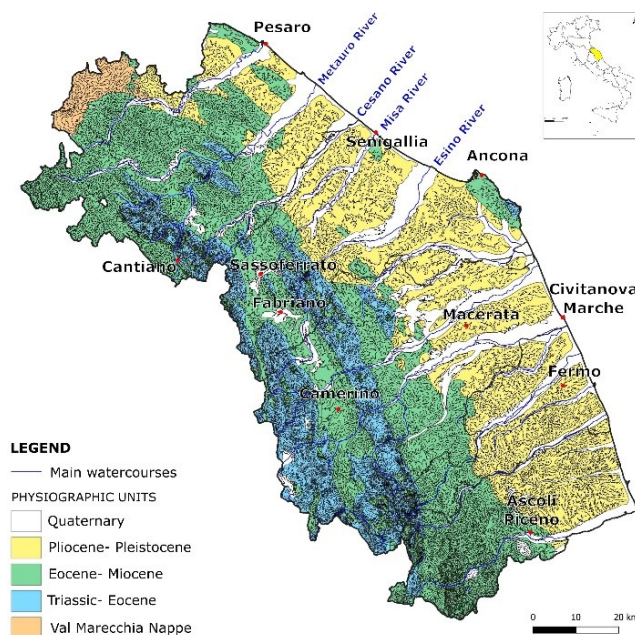 Pesaro
Metauro River
Cesano River
Misa River
Senigallia
Esino River
Ancona
Cantiano
Sassoferrato
Fabriano
Civitanova
Marche
Macerata
Fermo
Camerino
Ascoli
Riceno
LEGEND
Main watercourses
PHYSIOGRAPHIC UNITS
Quaternary
Pliocene- Pleistocene
Eocene- Miocene
Triassic- Eocene
Val Marecchia Nappe
0 10 20 km